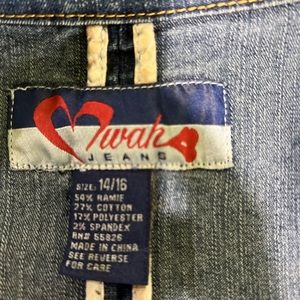 Mwah
JEANS
SIZE: 14/16
54% RAMIE
27% COTTON
17% POLYESTER
2% SPANDEX
RN# 55826
MADE IN CHINA
SEE REVERSE
FOR CARE